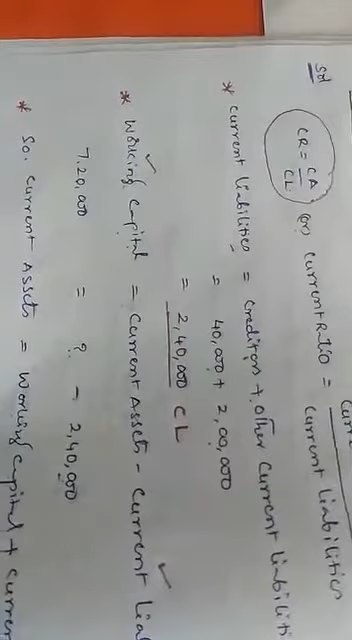 Sol
CR = CA / CL (or) Current Ratio = / Current Liabilities
* Current Liabilities = Creditors + Other Current Liabiliti
= 40,000 + 2,00,000
= 2,40,000 CL
* Working Capital = Current Assets - Current Lia
7,20,000 = ? - 2,40,000
* So. Current Assets = Working Capital + Curren